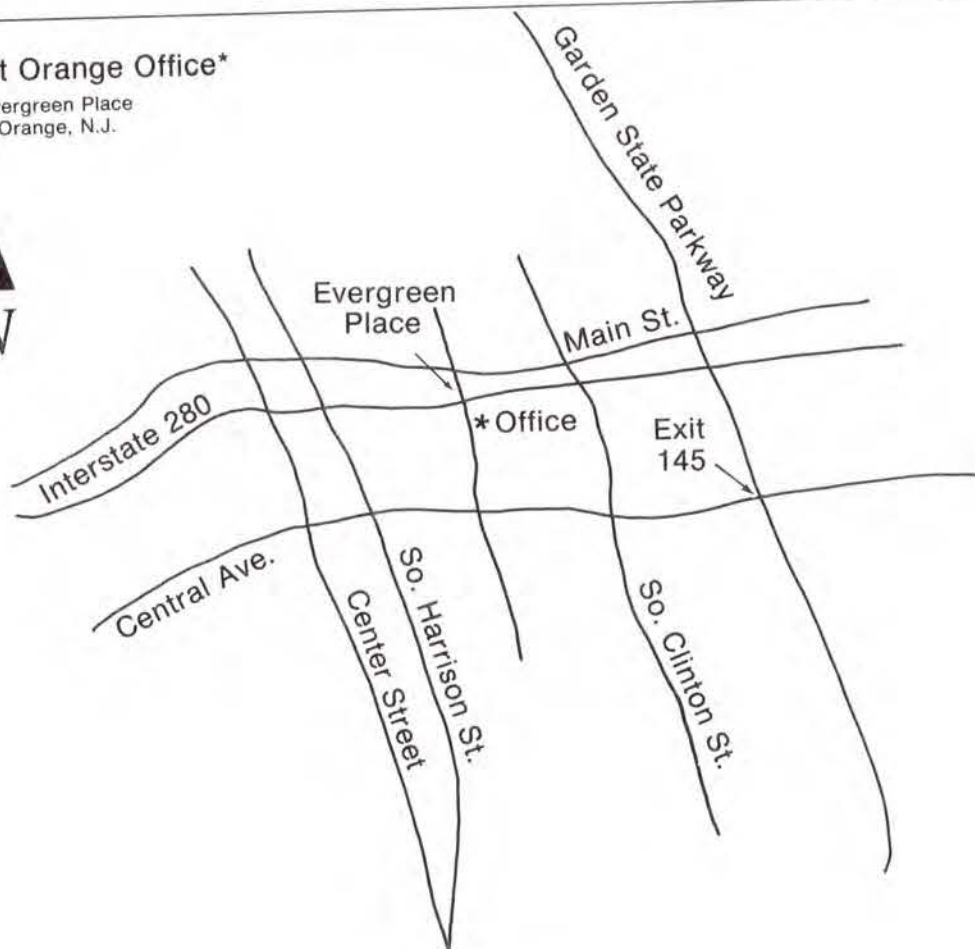 t Orange Office*
ergreen Place
Orange, N.J.
Garden State Parkway
Evergreen
Place
Main St.
Interstate 280
* Office
Exit
145
Central Ave.
So. Harrison St.
Center Street
So. Clinton St.